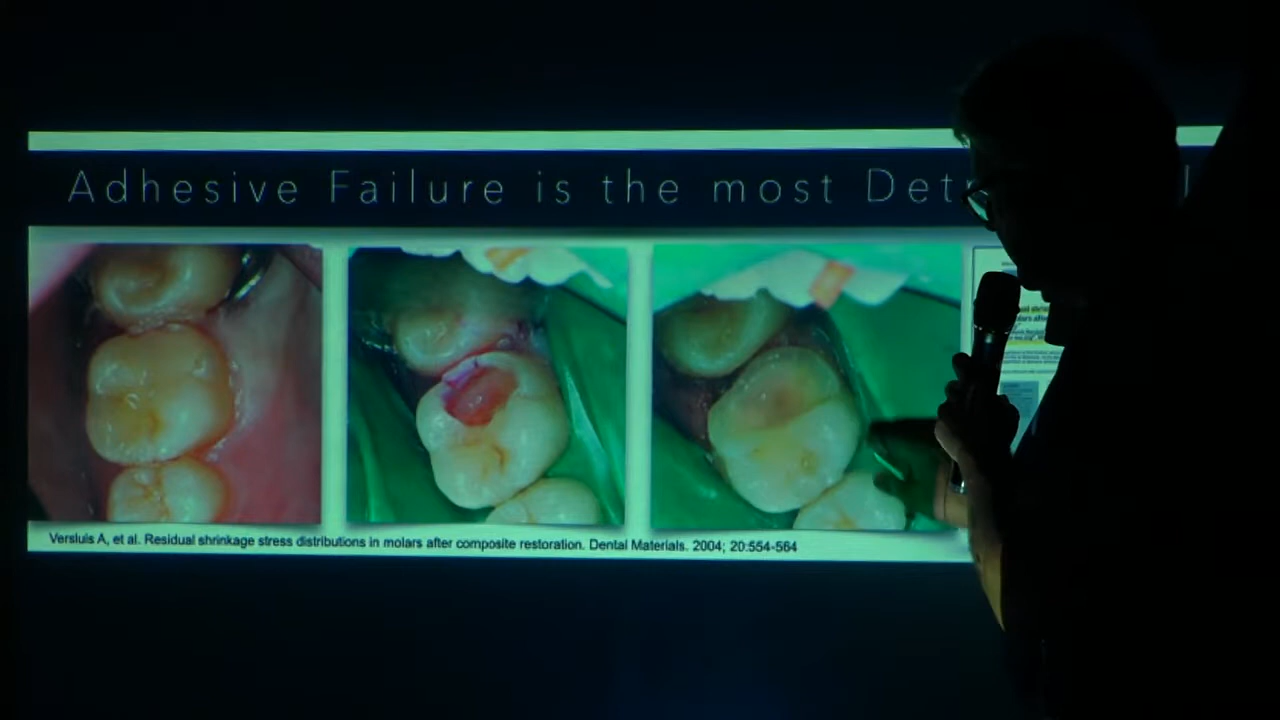 Adhesive Failure is the most Det
Versluis A, et al. Residual shrinkage stress distributions in molars after composite restoration. Dental Materials. 2004; 20:554-564